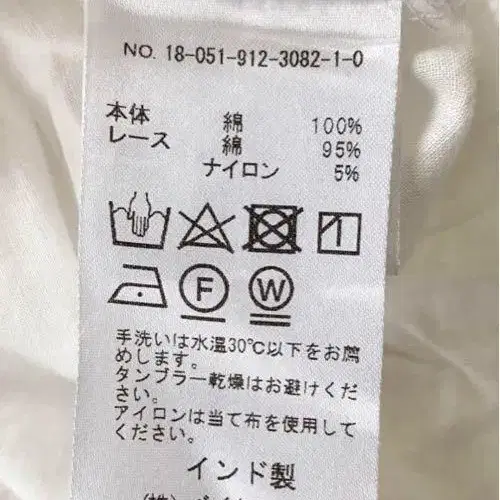 NO. 18-051-912-3082-1-0
本体 綿 100%
レース 綿 95%
ナイロン 5%
F W
手洗いは水温30℃以下をお薦
めします。
タンブラー乾燥はお避けくだ
さい。
アイロンは当て布を使用して
ください。
インド製